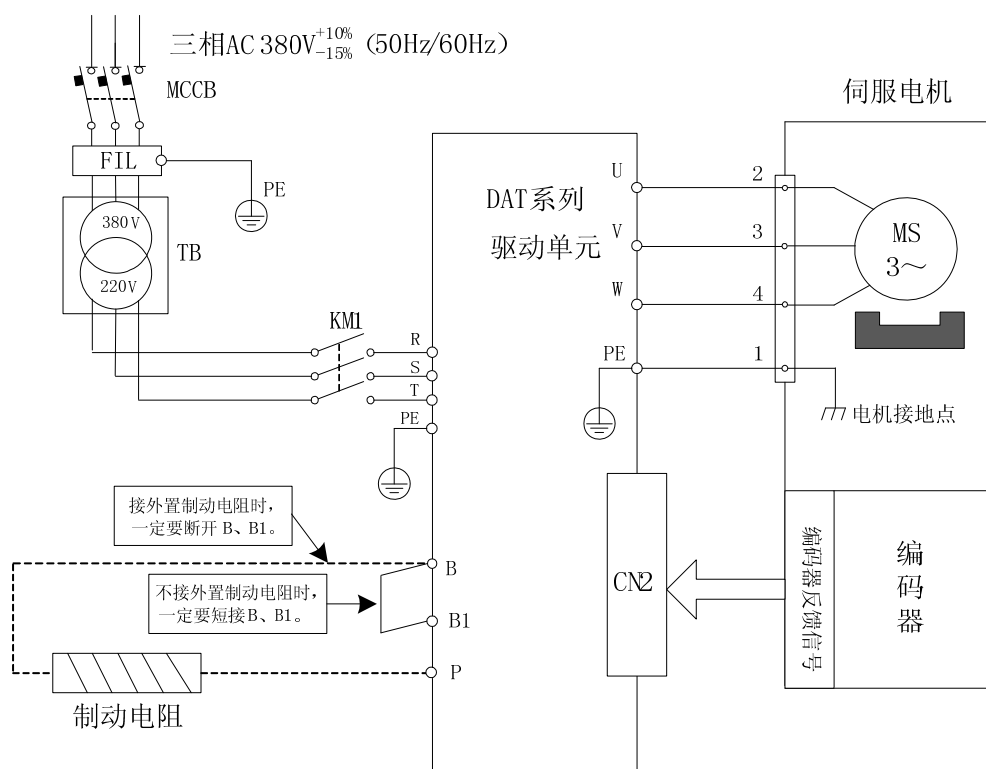 三相AC 380V +10% -15% (50Hz/60Hz)
MCCB
伺服电机
FIL
PE
380V
TB
220V
DAT系列
驱动单元
U
V
W
PE
2
3
4
1
MS
3～
KM1
R
S
T
PE
电机接地点
接外置制动电阻时，
一定要断开 B、B1。
不接外置制动电阻时，
一定要短接B、B1。
B
B1
P
制动电阻
CN2
编码器反馈信号
编码器